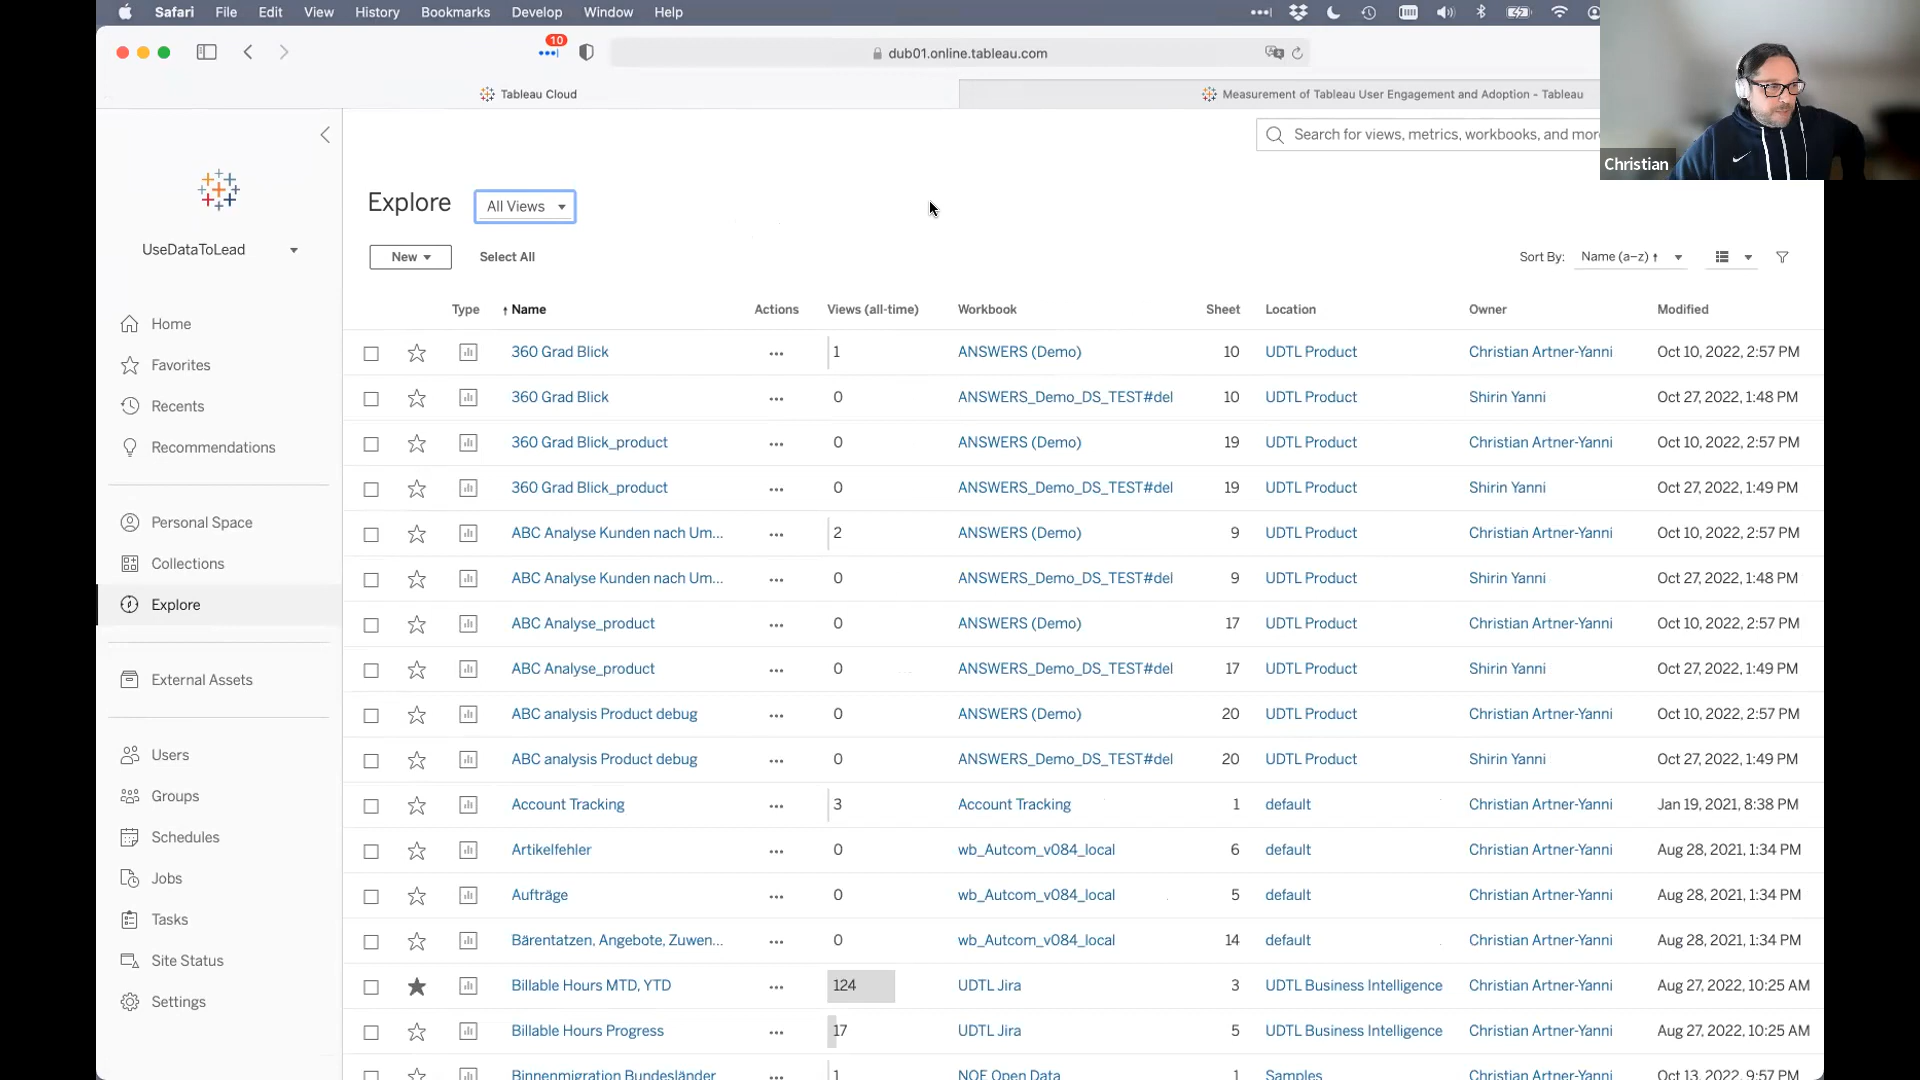 Safari File Edit View History Bookmarks Develop Window Help
10
dub01.online.tableau.com
Tableau Cloud
Measurement of Tableau User Engagement and Adoption - Tableau
Search for views, metrics, workbooks, and more
Christian
UseDataToLead
Home
Favorites
Recents
Recommendations
Personal Space
Collections
Explore
External Assets
Users
Groups
Schedules
Jobs
Tasks
Site Status
Settings
Explore All Views
New Select All Sort By: Name (a–z) ↑
Type ↑ Name Actions Views (all-time) Workbook Sheet Location Owner Modified
360 Grad Blick ... 1 ANSWERS (Demo) 10 UDTL Product Christian Artner-Yanni Oct 10, 2022, 2:57 PM
360 Grad Blick ... 0 ANSWERS_Demo_DS_TEST#del 10 UDTL Product Shirin Yanni Oct 27, 2022, 1:48 PM
360 Grad Blick_product ... 0 ANSWERS (Demo) 19 UDTL Product Christian Artner-Yanni Oct 10, 2022, 2:57 PM
360 Grad Blick_product ... 0 ANSWERS_Demo_DS_TEST#del 19 UDTL Product Shirin Yanni Oct 27, 2022, 1:49 PM
ABC Analyse Kunden nach Um... ... 2 ANSWERS (Demo) 9 UDTL Product Christian Artner-Yanni Oct 10, 2022, 2:57 PM
ABC Analyse Kunden nach Um... ... 0 ANSWERS_Demo_DS_TEST#del 9 UDTL Product Shirin Yanni Oct 27, 2022, 1:48 PM
ABC Analyse_product ... 0 ANSWERS (Demo) 17 UDTL Product Christian Artner-Yanni Oct 10, 2022, 2:57 PM
ABC Analyse_product ... 0 ANSWERS_Demo_DS_TEST#del 17 UDTL Product Shirin Yanni Oct 27, 2022, 1:49 PM
ABC analysis Product debug ... 0 ANSWERS (Demo) 20 UDTL Product Christian Artner-Yanni Oct 10, 2022, 2:57 PM
ABC analysis Product debug ... 0 ANSWERS_Demo_DS_TEST#del 20 UDTL Product Shirin Yanni Oct 27, 2022, 1:49 PM
Account Tracking ... 3 Account Tracking 1 default Christian Artner-Yanni Jan 19, 2021, 8:38 PM
Artikelfehler ... 0 wb_Autcom_v084_local 6 default Christian Artner-Yanni Aug 28, 2021, 1:34 PM
Aufträge ... 0 wb_Autcom_v084_local 5 default Christian Artner-Yanni Aug 28, 2021, 1:34 PM
Bärentatzen, Angebote, Zuwen... ... 0 wb_Autcom_v084_local 14 default Christian Artner-Yanni Aug 28, 2021, 1:34 PM
Billable Hours MTD, YTD ... 124 UDTL Jira 3 UDTL Business Intelligence Christian Artner-Yanni Aug 27, 2022, 10:25 AM
Billable Hours Progress ... 17 UDTL Jira 5 UDTL Business Intelligence Christian Artner-Yanni Aug 27, 2022, 10:25 AM
Binnenmigration Bundesländer ... 1 NOE Open Data 1 Samples Christian Artner-Yanni Oct 13, 2022, 9:57 PM